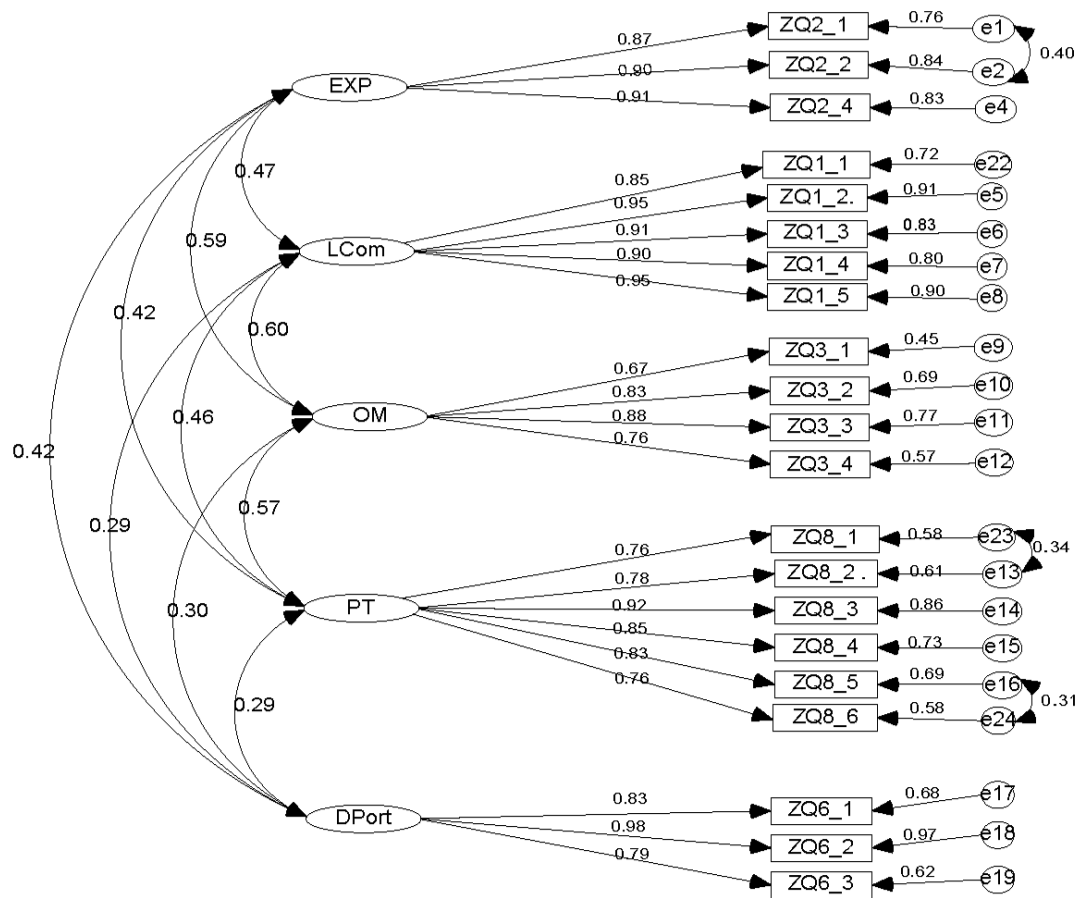 ZQ2_1
0.76
e1
0.87
0.40
ZQ2_2
0.84
e2
EXP
0.90
0.91
ZQ2_4
0.83
e4
0.47
ZQ1_1
0.72
e22
0.85
ZQ1_2.
0.91
e5
0.95
0.59
LCom
0.91
ZQ1_3
0.83
e6
0.90
ZQ1_4
0.80
e7
0.95
ZQ1_5
0.90
e8
0.42
0.60
ZQ3_1
0.45
e9
0.67
ZQ3_2
0.69
e10
0.83
0.46
OM
0.88
ZQ3_3
0.77
e11
0.76
0.42
ZQ3_4
0.57
e12
0.57
0.29
ZQ8_1
0.58
e23
0.76
0.34
ZQ8_2 .
0.61
e13
0.78
0.30
PT
0.92
ZQ8_3
0.86
e14
0.85
ZQ8_4
0.73
e15
0.83
ZQ8_5
0.69
e16
0.76
0.31
0.29
ZQ8_6
0.58
e24
DPort
0.83
ZQ6_1
0.68
e17
0.98
ZQ6_2
0.97
e18
0.79
ZQ6_3
0.62
e19